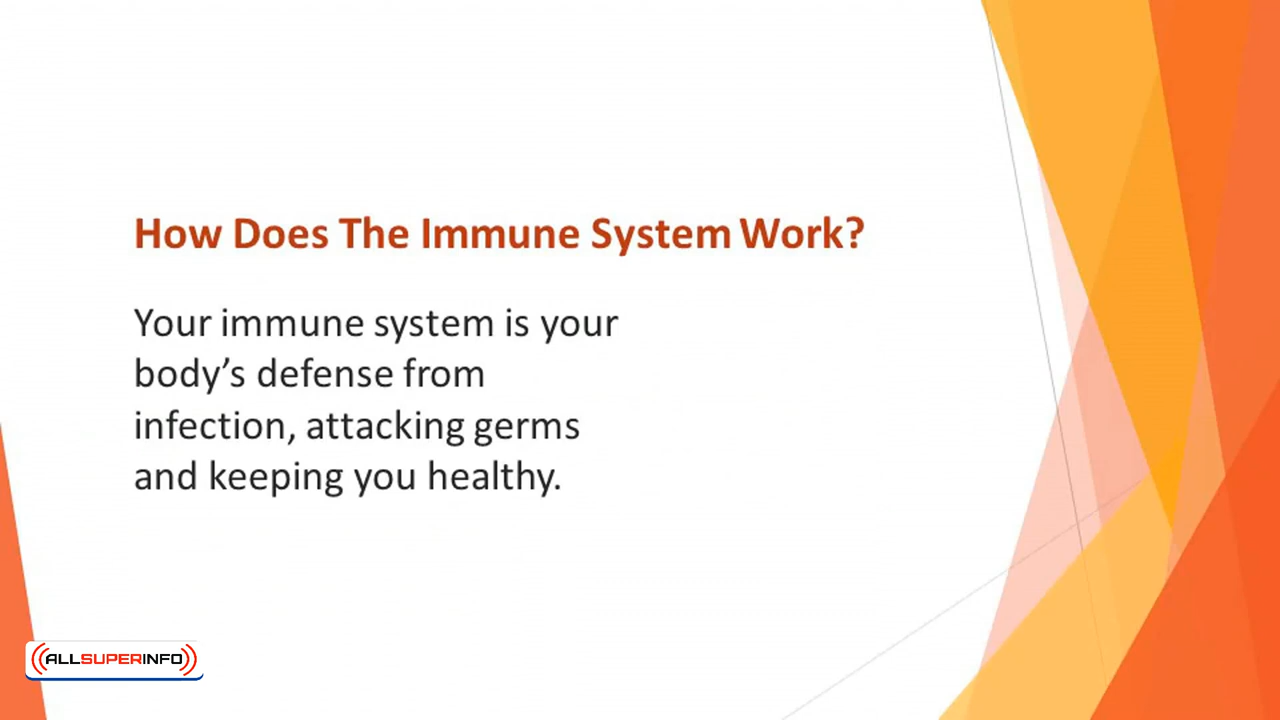 How Does The Immune System Work?
Your immune system is your
body’s defense from
infection, attacking germs
and keeping you healthy.
ALLSUPERINFO